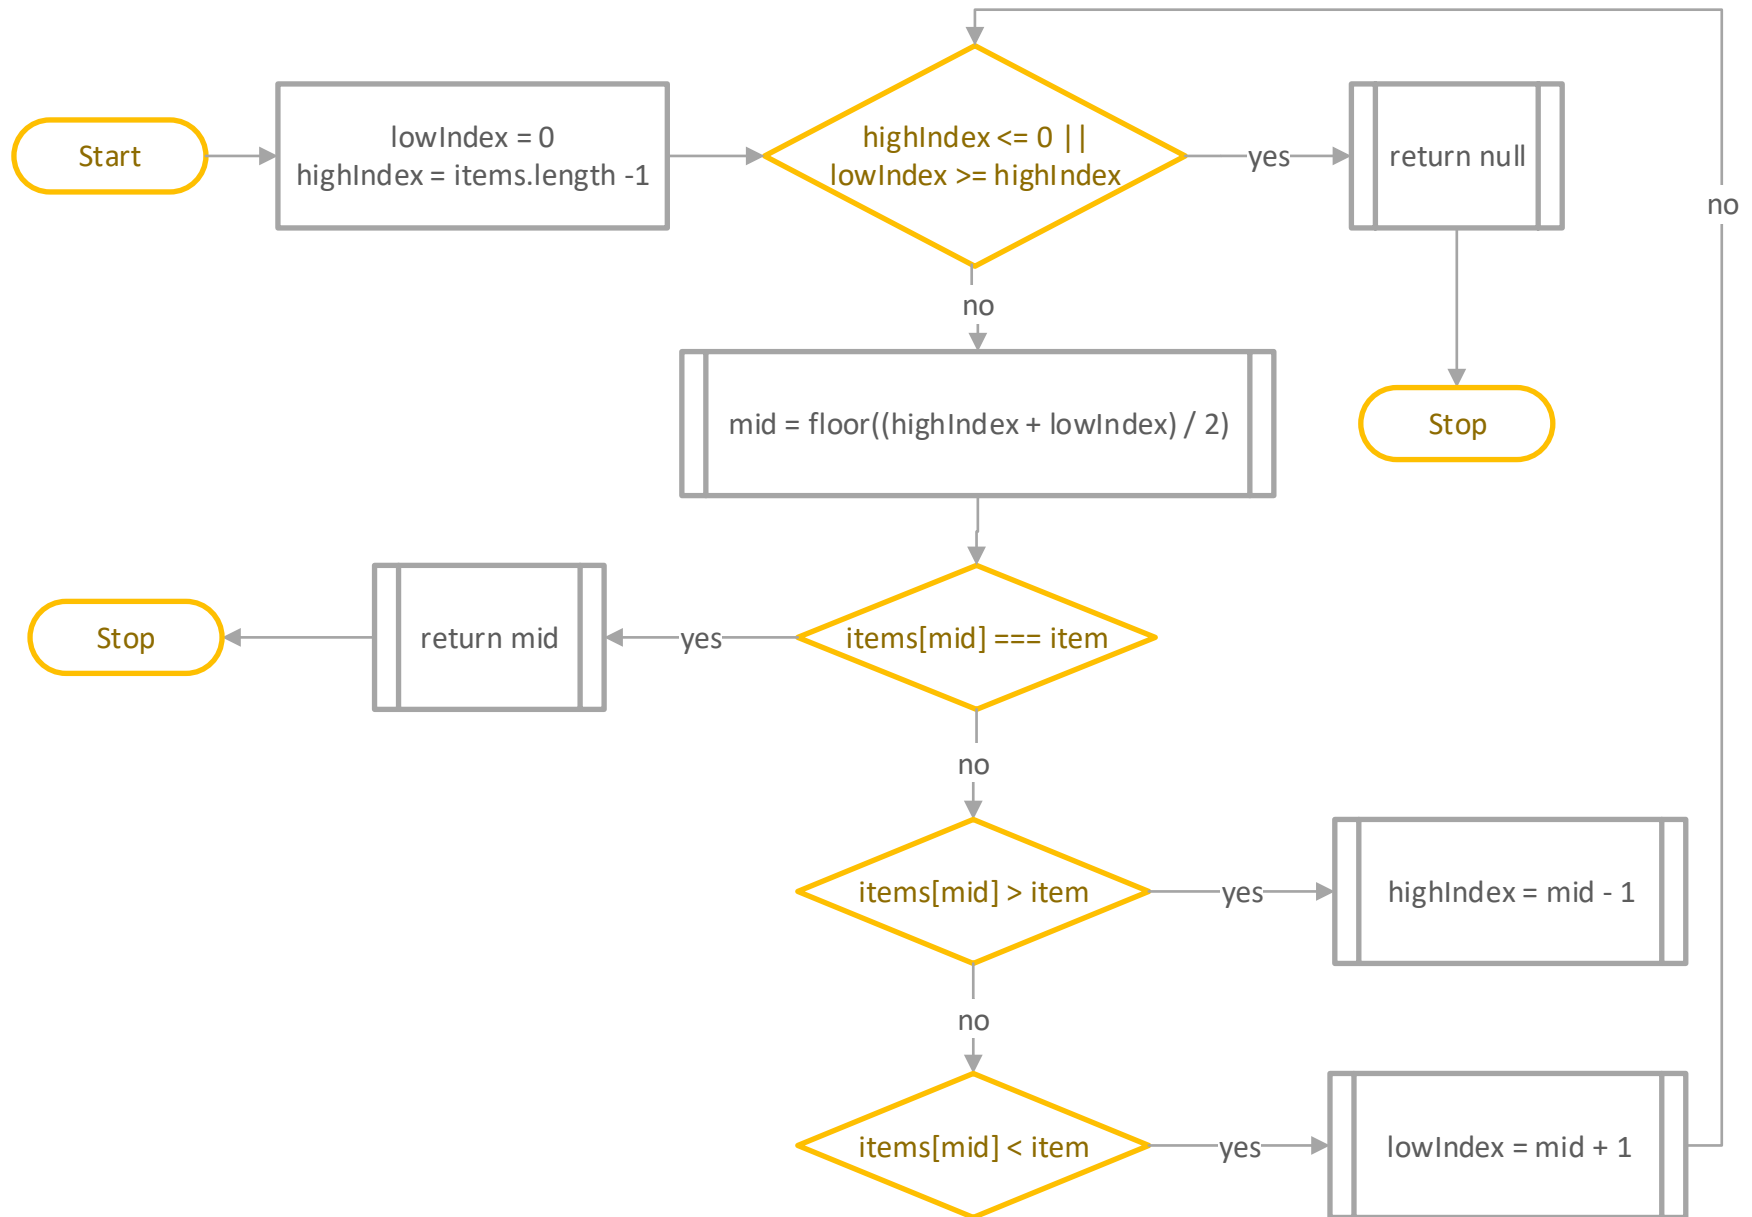 Start
lowIndex = 0
highIndex = items.length -1
highIndex <= 0 ||
lowIndex >= highIndex
yes
return null
no
no
mid = floor((highIndex + lowIndex) / 2)
Stop
Stop
return mid
yes
items[mid] === item
no
items[mid] > item
yes
highIndex = mid - 1
no
items[mid] < item
yes
lowIndex = mid + 1